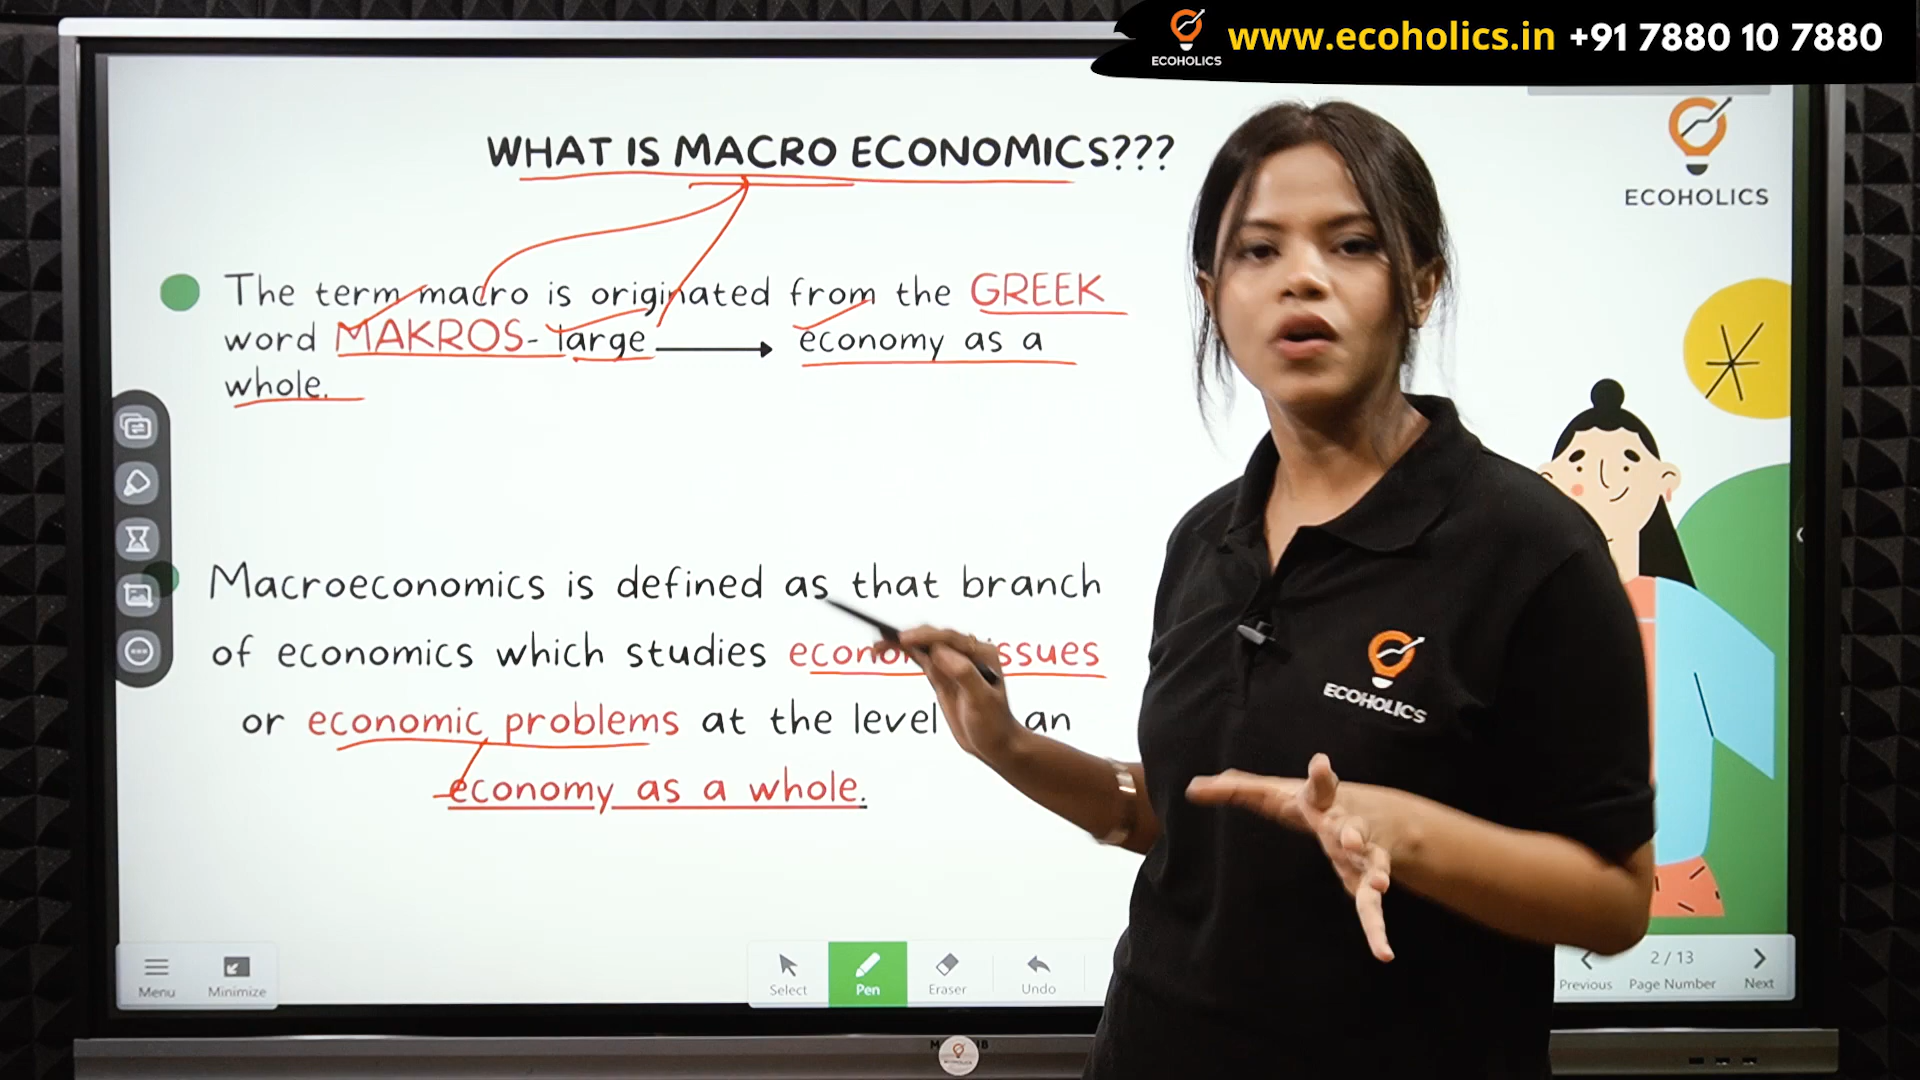 www.ecoholics.in +91 7880 10 7880
ECOHOLICS
WHAT IS MACRO ECONOMICS???
ECOHOLICS
The term macro is originated from the GREEK
word MAKROS- large economy as a
whole.
Macroeconomics is defined as that branch
of economics which studies issues
or economic problems at the level an
economy as a whole.
ECOHOLICS
Menu
Minimize
Select
Pen
Eraser
Undo
2 / 13
Previous
Page Number
Next
ECOHOLICS